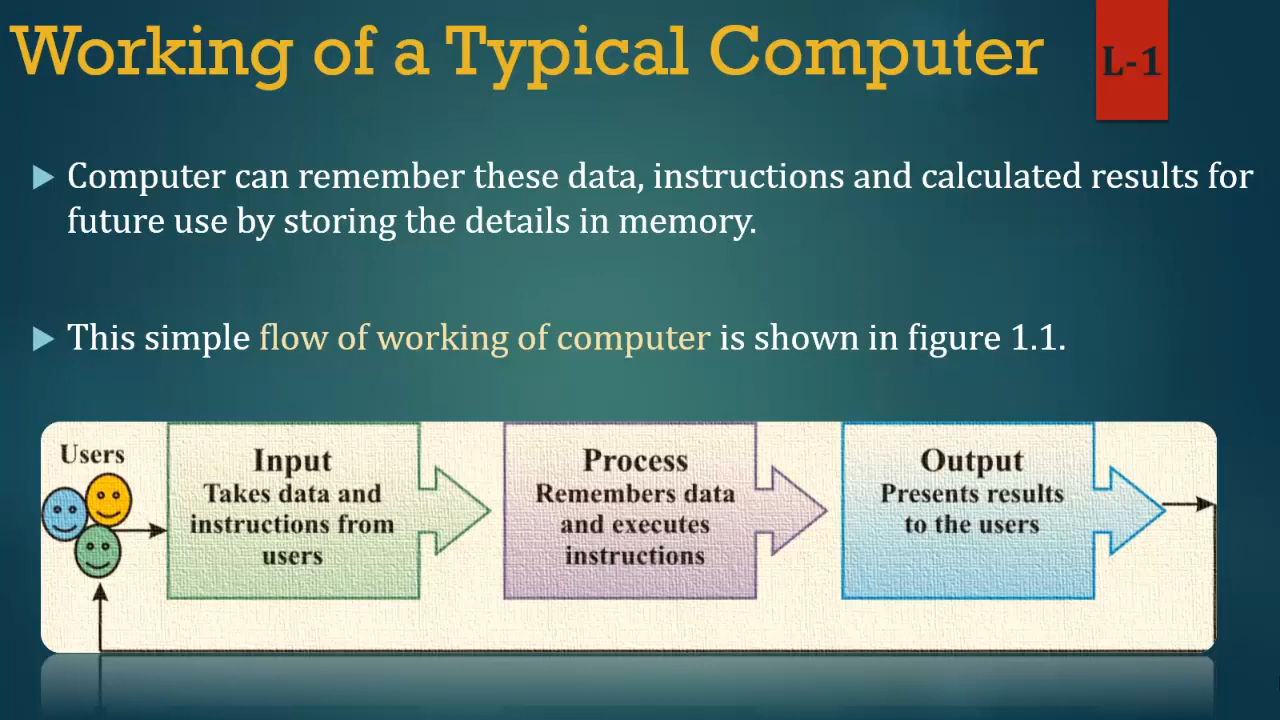 Working of a Typical Computer
L-1
Computer can remember these data, instructions and calculated results for
future use by storing the details in memory.
This simple flow of working of computer is shown in figure 1.1.
Users
Input
Takes data and
instructions from
users
Process
Remembers data
and executes
instructions
Output
Presents results
to the users